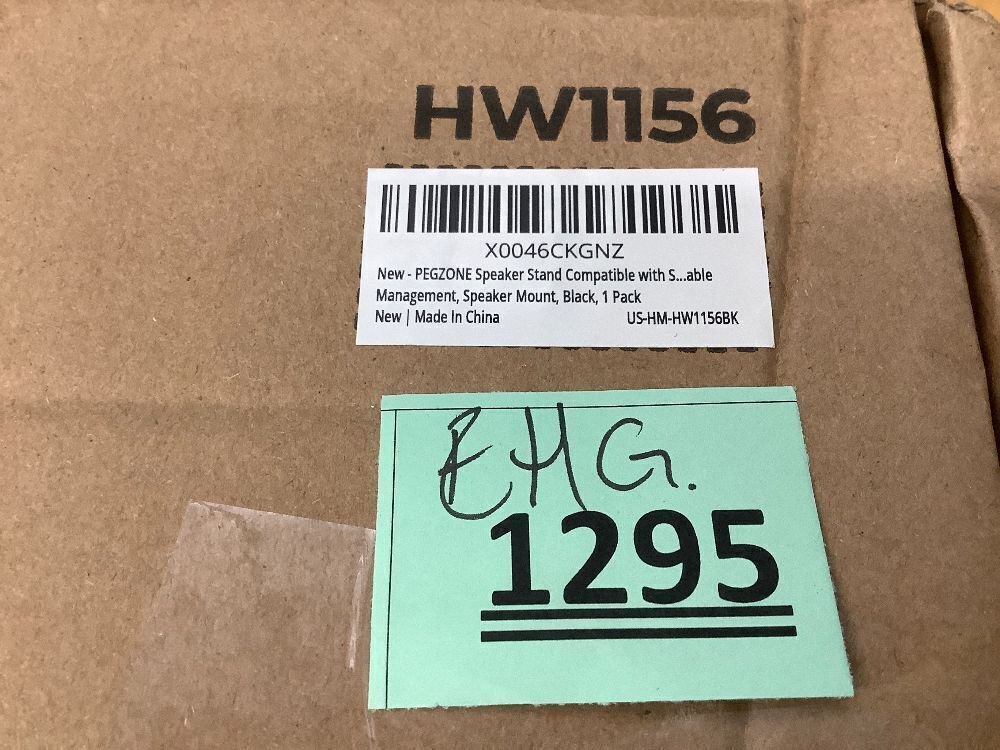 HW1156
X0046CKGNZ
New - PEGZONE Speaker Stand Compatible with S...able
Management, Speaker Mount, Black, 1 Pack
New | Made In China US-HM-HW1156BK
EHG.
1295